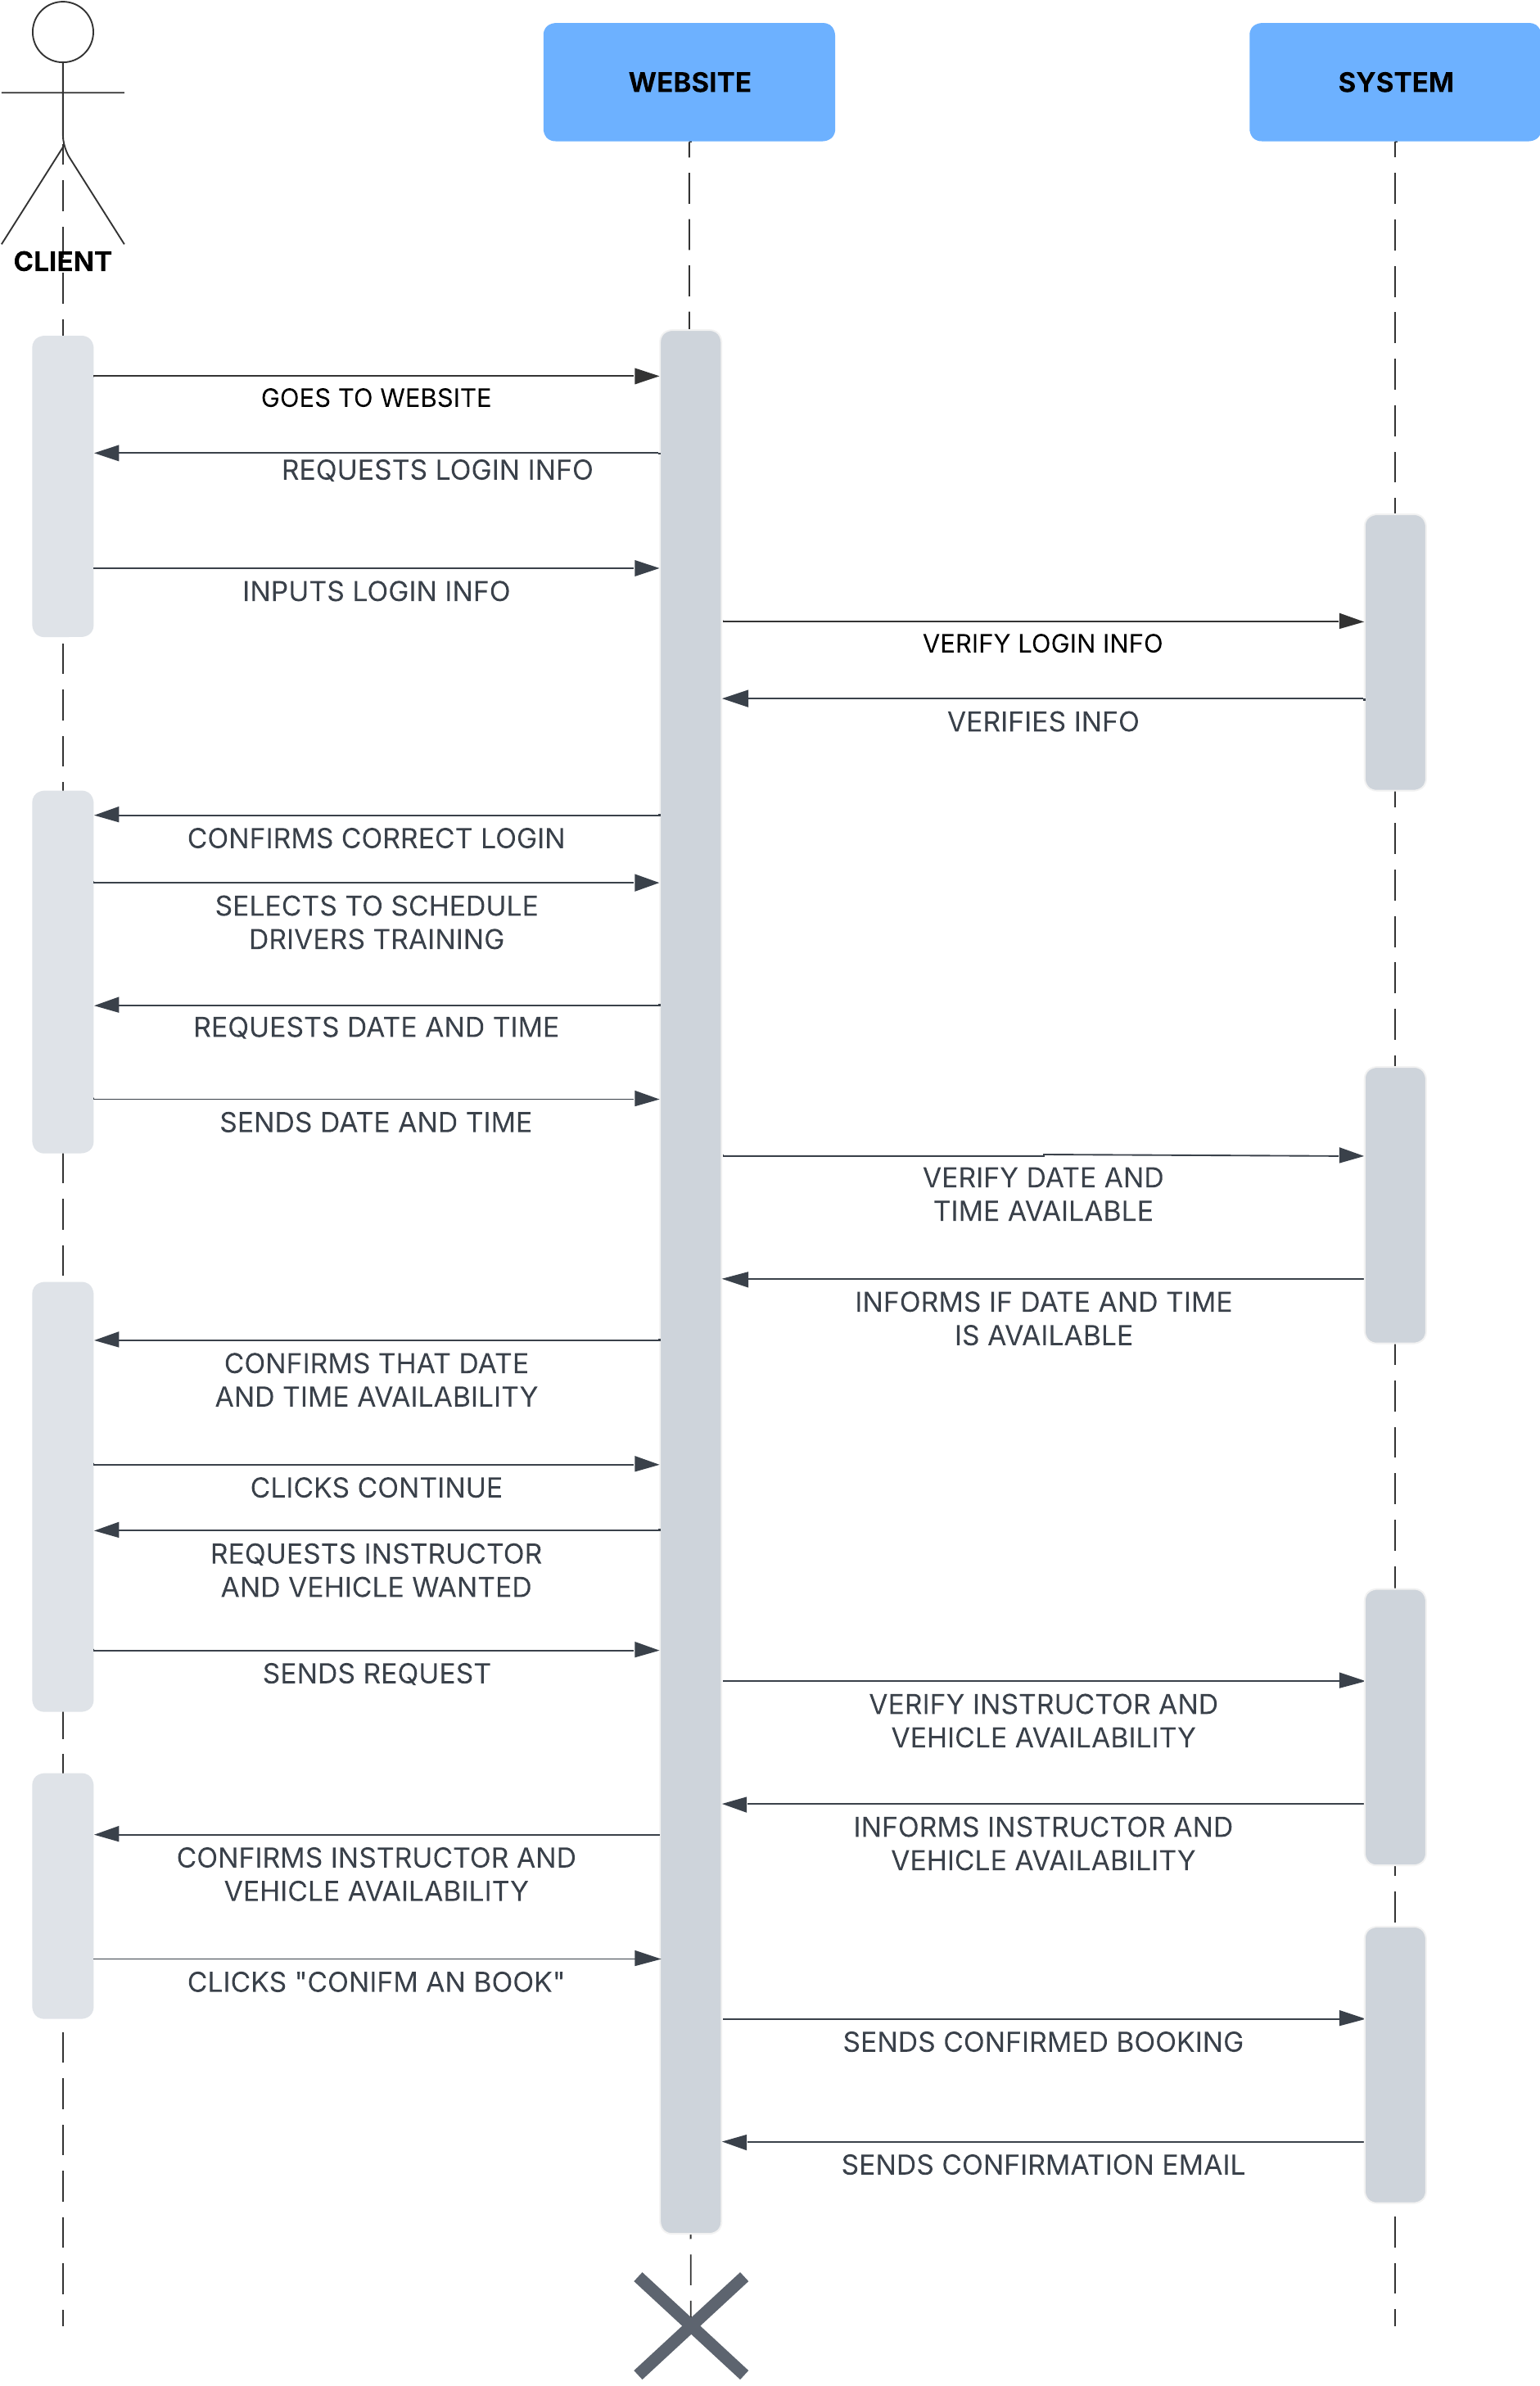 WEBSITE
SYSTEM
CLIENT
GOES TO WEBSITE
REQUESTS LOGIN INFO
INPUTS LOGIN INFO
VERIFY LOGIN INFO
VERIFIES INFO
CONFIRMS CORRECT LOGIN
SELECTS TO SCHEDULE
DRIVERS TRAINING
REQUESTS DATE AND TIME
SENDS DATE AND TIME
VERIFY DATE AND
TIME AVAILABLE
INFORMS IF DATE AND TIME
IS AVAILABLE
CONFIRMS THAT DATE
AND TIME AVAILABILITY
CLICKS CONTINUE
REQUESTS INSTRUCTOR
AND VEHICLE WANTED
SENDS REQUEST
VERIFY INSTRUCTOR AND
VEHICLE AVAILABILITY
INFORMS INSTRUCTOR AND
VEHICLE AVAILABILITY
CONFIRMS INSTRUCTOR AND
VEHICLE AVAILABILITY
CLICKS "CONIFM AN BOOK"
SENDS CONFIRMED BOOKING
SENDS CONFIRMATION EMAIL